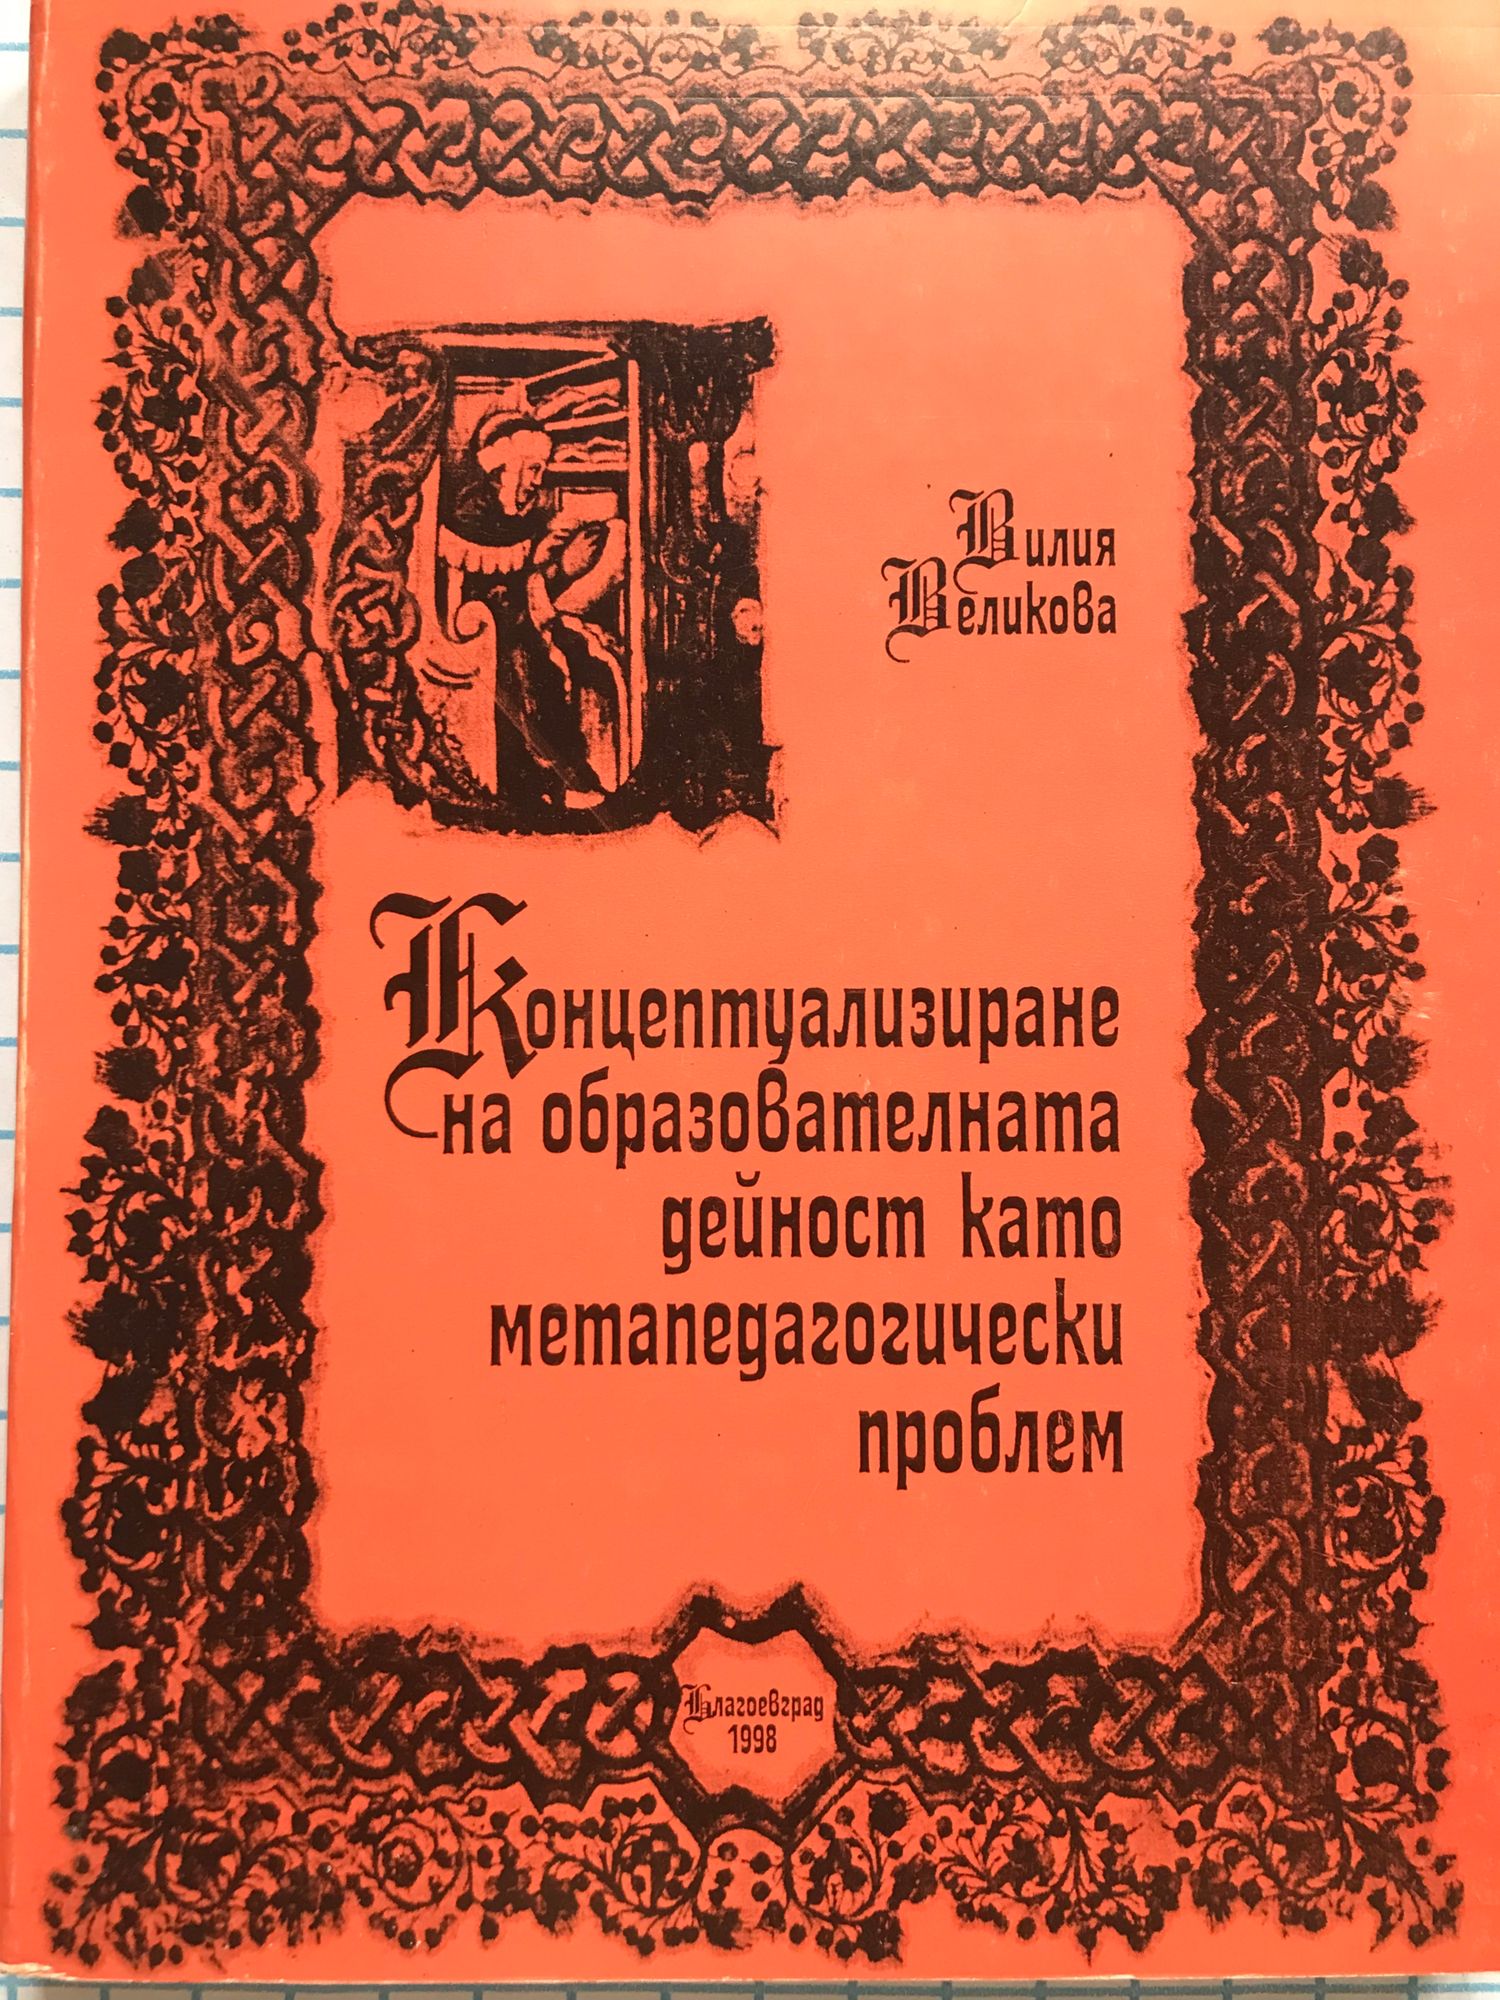 Вилия
Великова
Концептуализиране
на образователната
дейност като
метапедагогически
проблем
Благоевград
1998